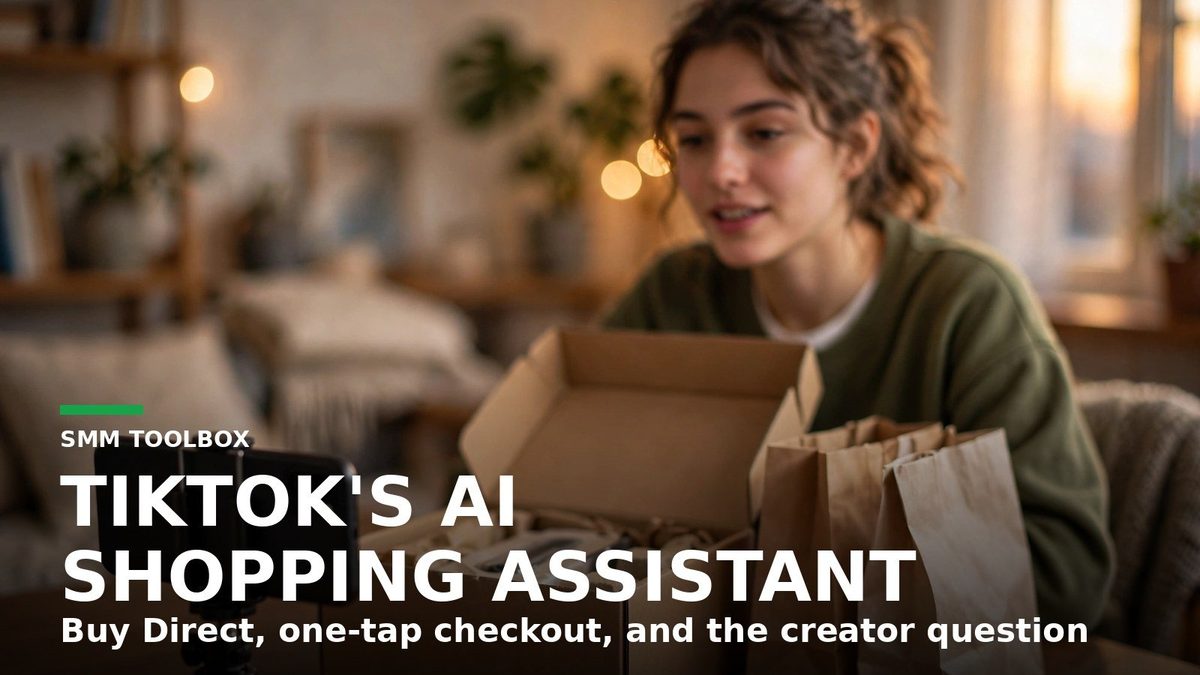 SMM TOOLBOX
TIKTOK'S AI
SHOPPING ASSISTANT
Buy Direct, one-tap checkout, and the creator question